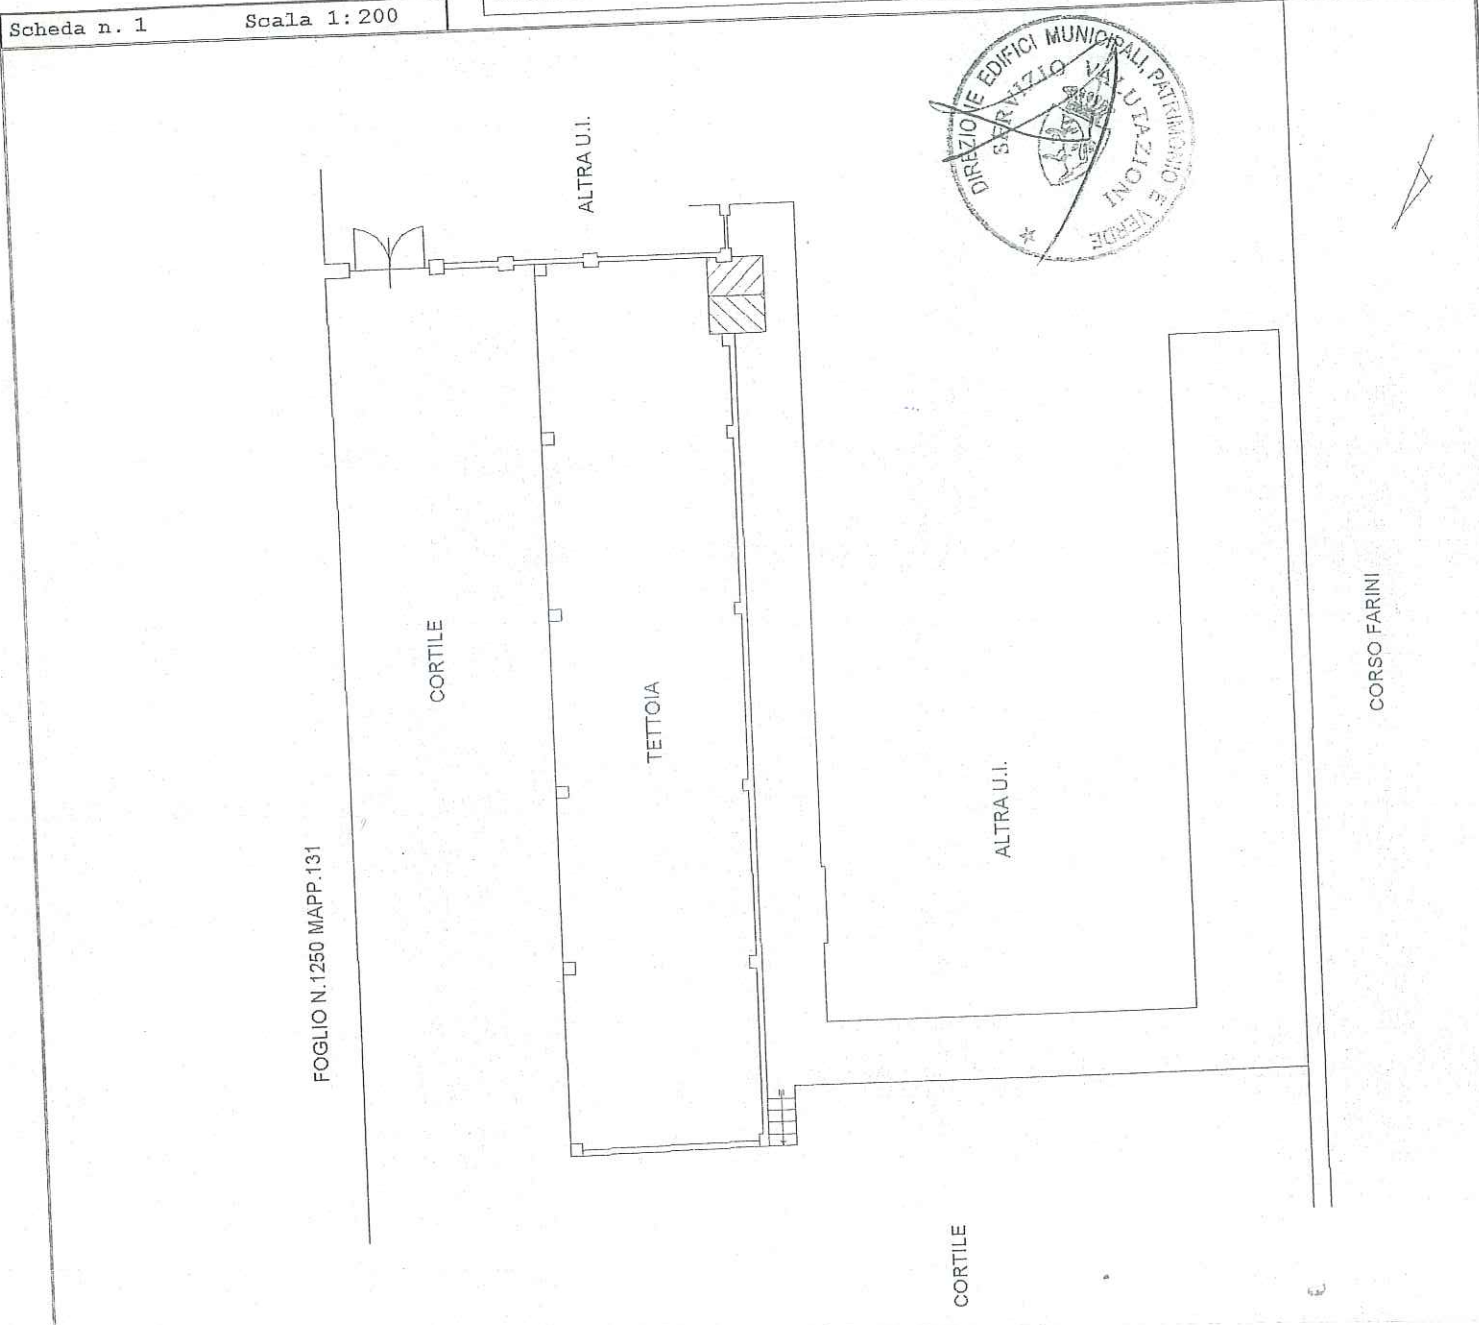 Scheda n. 1 Scala 1:200
DIREZIONE EDIFICI MUNICIPALI, PATRIMONIO E VERDE
SERVIZIO VALUTAZIONI
ALTRA U.I.
CORTILE
TETTOIA
FOGLIO N.1250 MAPP.131
ALTRA U.I.
CORSO FARINI
CORTILE